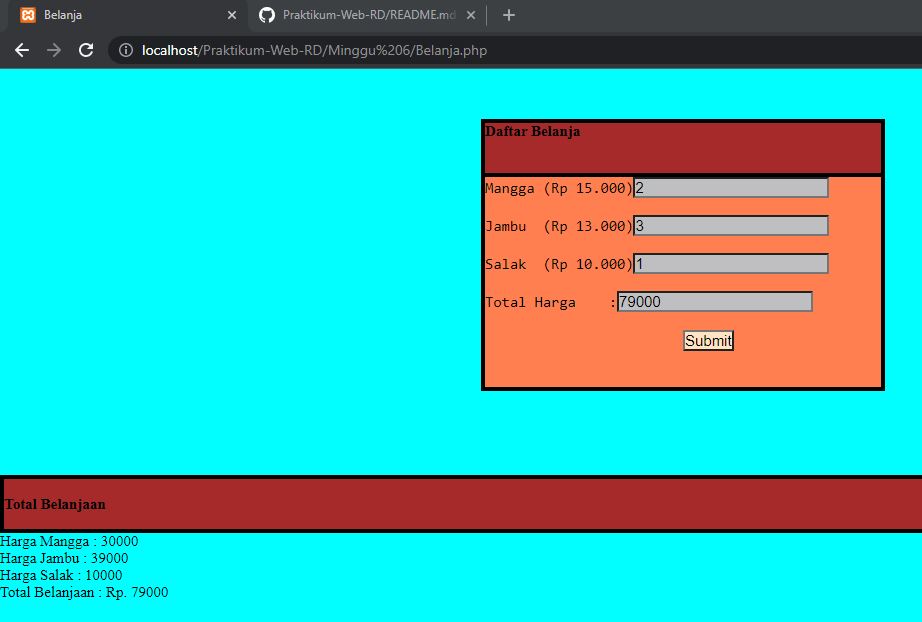 Belanja
Praktikum-Web-RD/README.md
localhost/Praktikum-Web-RD/Minggu%206/Belanja.php
Daftar Belanja
Mangga (Rp 15.000) 2
Jambu (Rp 13.000) 3
Salak (Rp 10.000) 1
Total Harga : 79000
Submit
Total Belanjaan
Harga Mangga : 30000
Harga Jambu : 39000
Harga Salak : 10000
Total Belanjaan : Rp. 79000